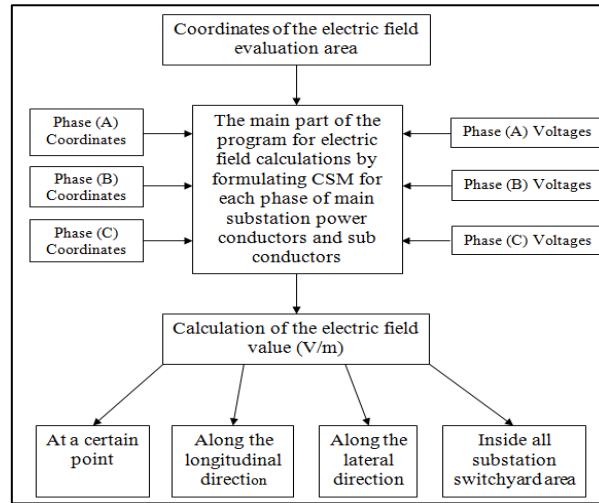 Coordinates of the electric field
evaluation area
Phase (A)
Coordinates
Phase (B)
Coordinates
Phase (C)
Coordinates
The main part of the
program for electric
field calculations by
formulating CSM for
each phase of main
substation power
conductors and sub
conductors
Phase (A) Voltages
Phase (B) Voltages
Phase (C) Voltages
Calculation of the electric field
value (V/m)
At a certain
point
Along the
longitudinal
direction
Along the
lateral
direction
Inside all
substation
switchyard area